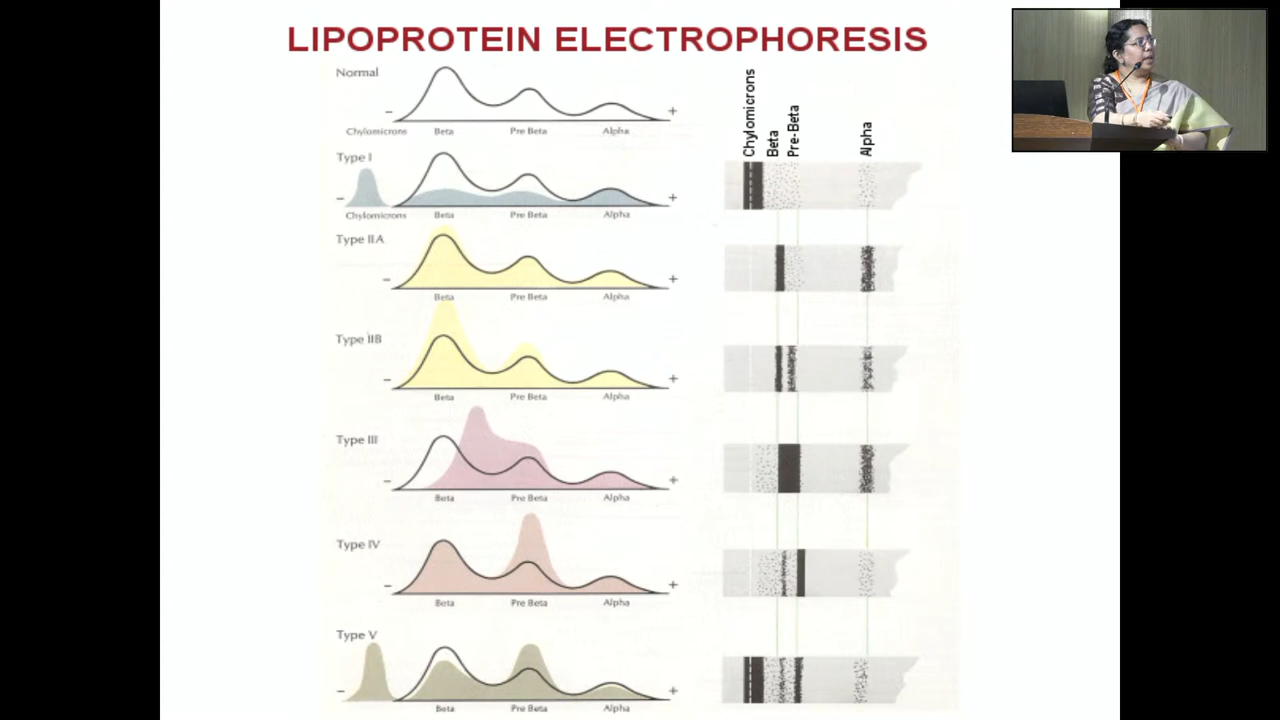 LIPOPROTEIN ELECTROPHORESIS
Normal
− +
Chylomicrons Beta Pre Beta Alpha
Type I
− +
Chylomicrons Beta Pre Beta Alpha
Type IIA
− +
Beta Pre Beta Alpha
Type IIB
− +
Beta Pre Beta Alpha
Type III
− +
Beta Pre Beta Alpha
Type IV
− +
Beta Pre Beta Alpha
Type V
− +
Beta Pre Beta Alpha
Chylomicrons
Beta
Pre-Beta
Alpha